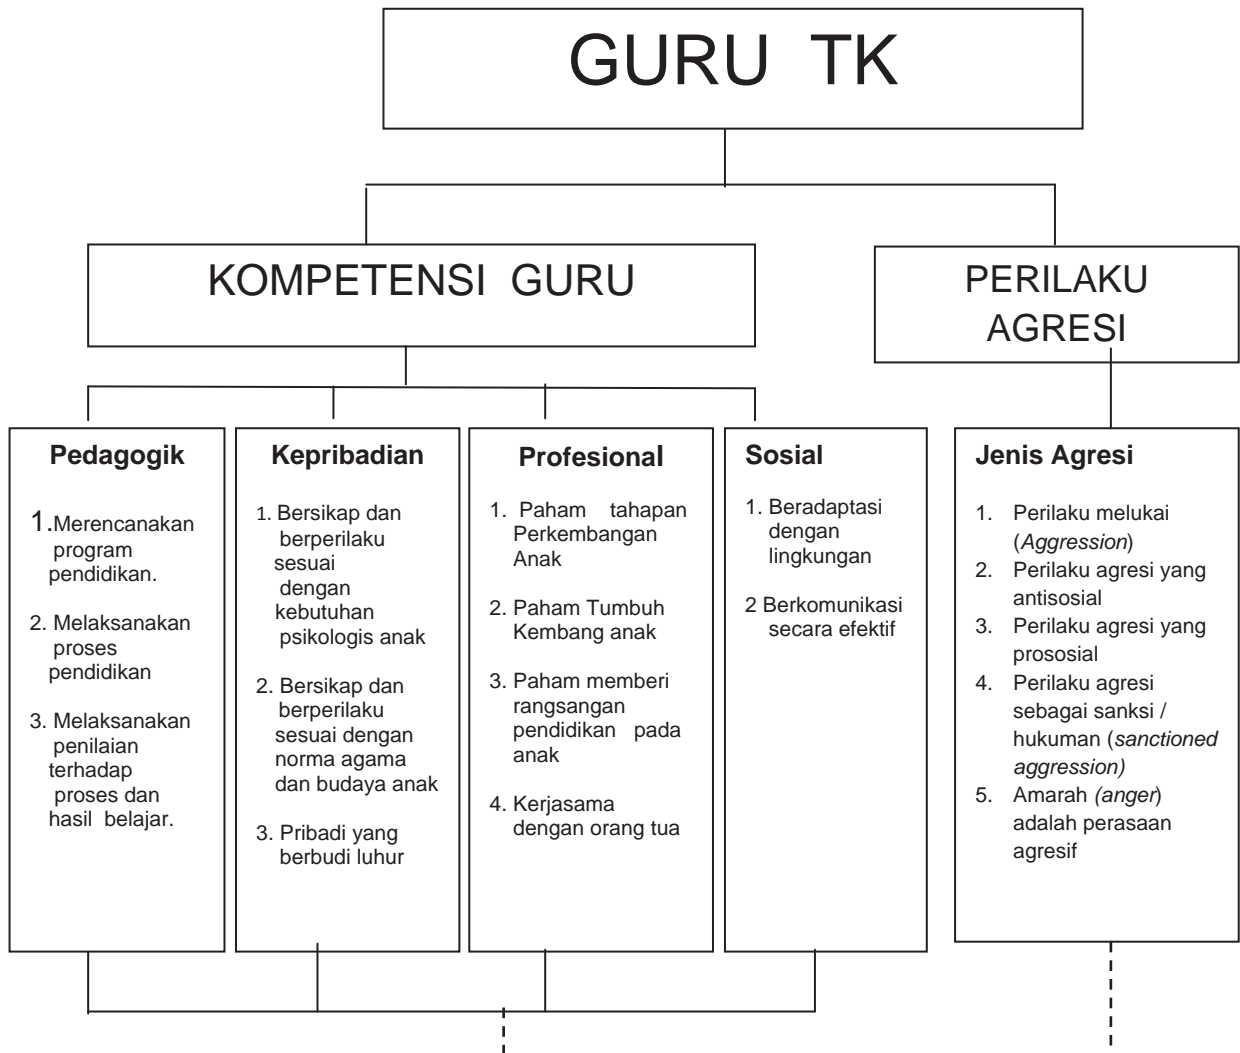 GURU TK
KOMPETENSI GURU
PERILAKU
AGRESI
Pedagogik
1.Merencanakan
program
pendidikan.
2. Melaksanakan
proses
pendidikan
3. Melaksanakan
penilaian
terhadap
proses dan
hasil belajar.
Kepribadian
1. Bersikap dan
berperilaku
sesuai
dengan
kebutuhan
psikologis anak
2. Bersikap dan
berperilaku
sesuai dengan
norma agama
dan budaya anak
3. Pribadi yang
berbudi luhur
Profesional
1. Paham tahapan
Perkembangan
Anak
2. Paham Tumbuh
Kembang anak
3. Paham memberi
rangsangan
pendidikan pada
anak
4. Kerjasama
dengan orang tua
Sosial
1. Beradaptasi
dengan
lingkungan
2 Berkomunikasi
secara efektif
Jenis Agresi
1. Perilaku melukai
(Aggression)
2. Perilaku agresi yang
antisosial
3. Perilaku agresi yang
prososial
4. Perilaku agresi
sebagai sanksi /
hukuman (sanctioned
aggression)
5. Amarah (anger)
adalah perasaan
agresif